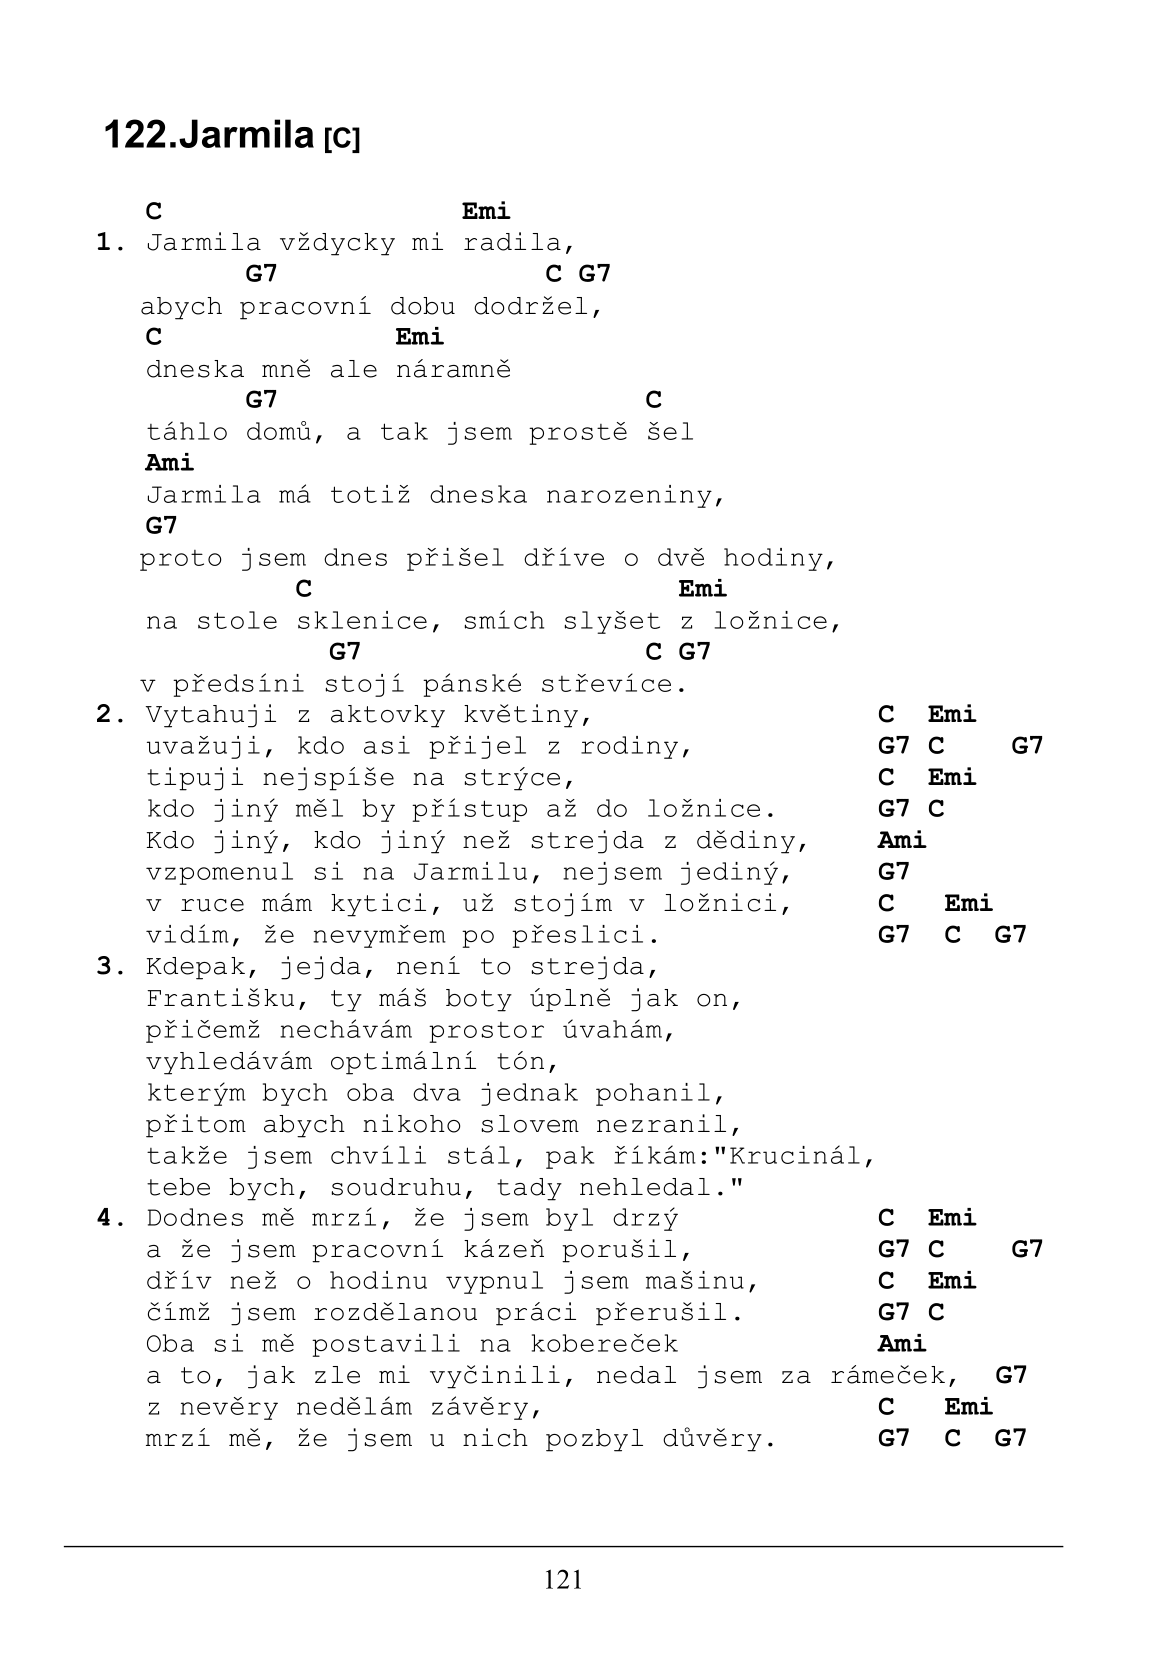 122.Jarmila [C]
C Emi
1. Jarmila vždycky mi radila,
G7 C G7
abych pracovní dobu dodržel,
C Emi
dneska mně ale náramně
G7 C
táhlo domů, a tak jsem prostě šel
Ami
Jarmila má totiž dneska narozeniny,
G7
proto jsem dnes přišel dříve o dvě hodiny,
C Emi
na stole sklenice, smích slyšet z ložnice,
G7 C G7
v předsíni stojí pánské střevíce.
2. Vytahuji z aktovky květiny, C Emi
uvažuji, kdo asi přijel z rodiny, G7 C G7
tipuji nejspíše na strýce, C Emi
kdo jiný měl by přístup až do ložnice. G7 C
Kdo jiný, kdo jiný než strejda z dědiny, Ami
vzpomenul si na Jarmilu, nejsem jediný, G7
v ruce mám kytici, už stojím v ložnici, C Emi
vidím, že nevymřem po přeslici. G7 C G7
3. Kdepak, jejda, není to strejda,
Františku, ty máš boty úplně jak on,
přičemž nechávám prostor úvahám,
vyhledávám optimální tón,
kterým bych oba dva jednak pohanil,
přitom abych nikoho slovem nezranil,
takže jsem chvíli stál, pak říkám:"Krucinál,
tebe bych, soudruhu, tady nehledal."
4. Dodnes mě mrzí, že jsem byl drzý C Emi
a že jsem pracovní kázeň porušil, G7 C G7
dřív než o hodinu vypnul jsem mašinu, C Emi
čímž jsem rozdělanou práci přerušil. G7 C
Oba si mě postavili na kobereček Ami
a to, jak zle mi vyčinili, nedal jsem za rámeček, G7
z nevěry nedělám závěry, C Emi
mrzí mě, že jsem u nich pozbyl důvěry. G7 C G7
121